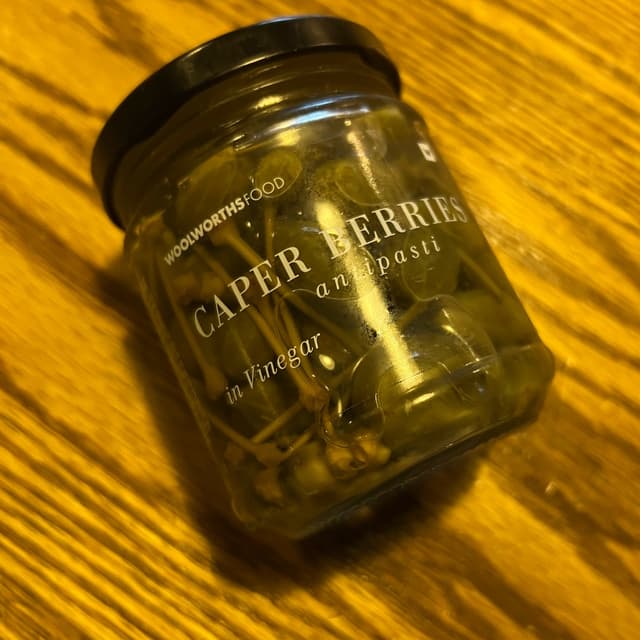 WOOLWORTHSFOOD
CAPER BERRIES
antipasti
in Vinegar